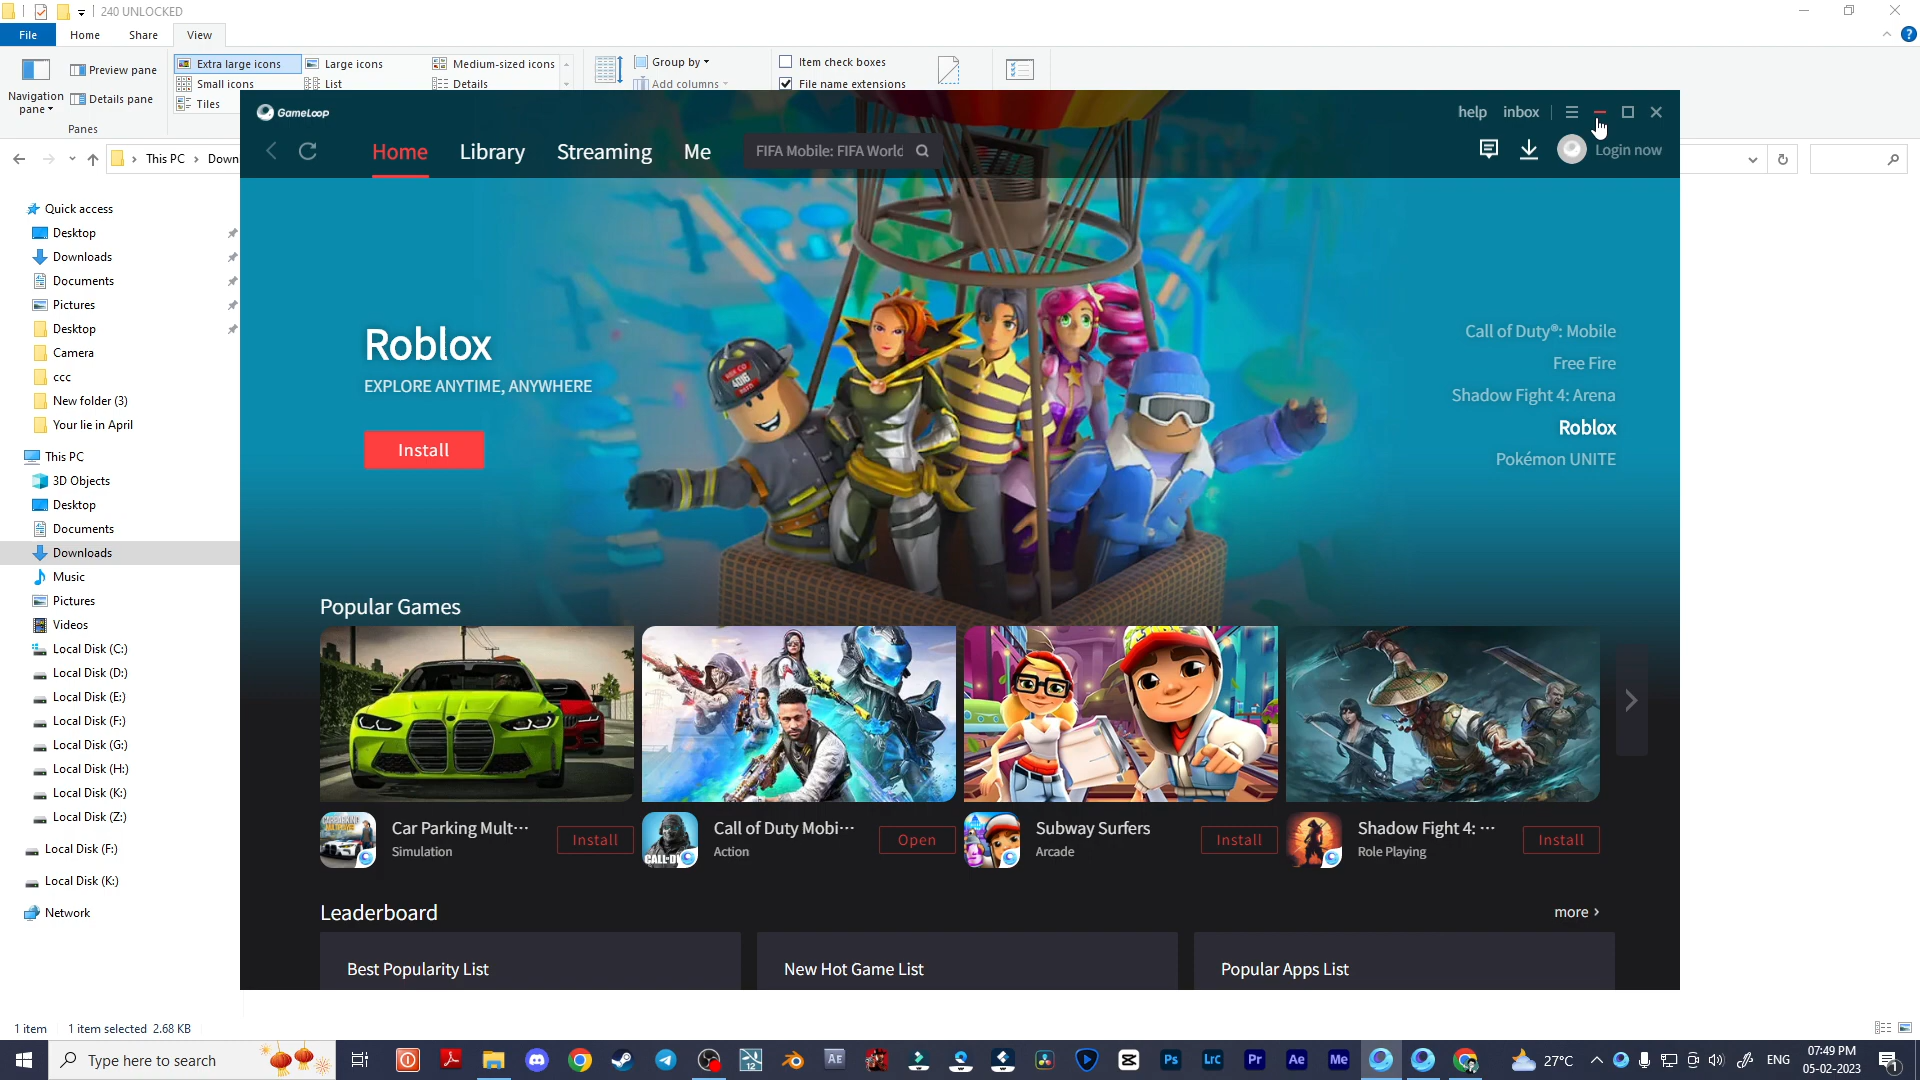 240 UNLOCKED
File
Home
Share
View
Navigation pane
Preview pane
Details pane
Panes
Extra large icons
Large icons
Medium-sized icons
Small icons
List
Details
Tiles
Group by
Add columns
Item check boxes
File name extensions
This PC
Down
Quick access
Desktop
Downloads
Documents
Pictures
Desktop
Camera
ccc
New folder (3)
Your lie in April
This PC
3D Objects
Desktop
Documents
Downloads
Music
Pictures
Videos
Local Disk (C:)
Local Disk (D:)
Local Disk (E:)
Local Disk (F:)
Local Disk (G:)
Local Disk (H:)
Local Disk (K:)
Local Disk (Z:)
Local Disk (F:)
Local Disk (K:)
Network
GameLoop
help
inbox
Home
Library
Streaming
Me
FIFA Mobile: FIFA World
Login now
Roblox
EXPLORE ANYTIME, ANYWHERE
Install
Call of Duty®: Mobile
Free Fire
Shadow Fight 4: Arena
Roblox
Pokémon UNITE
Popular Games
Car Parking Mult···
Simulation
Install
Call of Duty Mobi···
Action
Open
Subway Surfers
Arcade
Install
Shadow Fight 4: ···
Role Playing
Install
Leaderboard
more ›
Best Popularity List
New Hot Game List
Popular Apps List
1 item
1 item selected 2.68 KB
Type here to search
12
AE
Ps
Lrc
Pr
Ae
Me
27°C
ENG
07:49 PM
05-02-2023
1